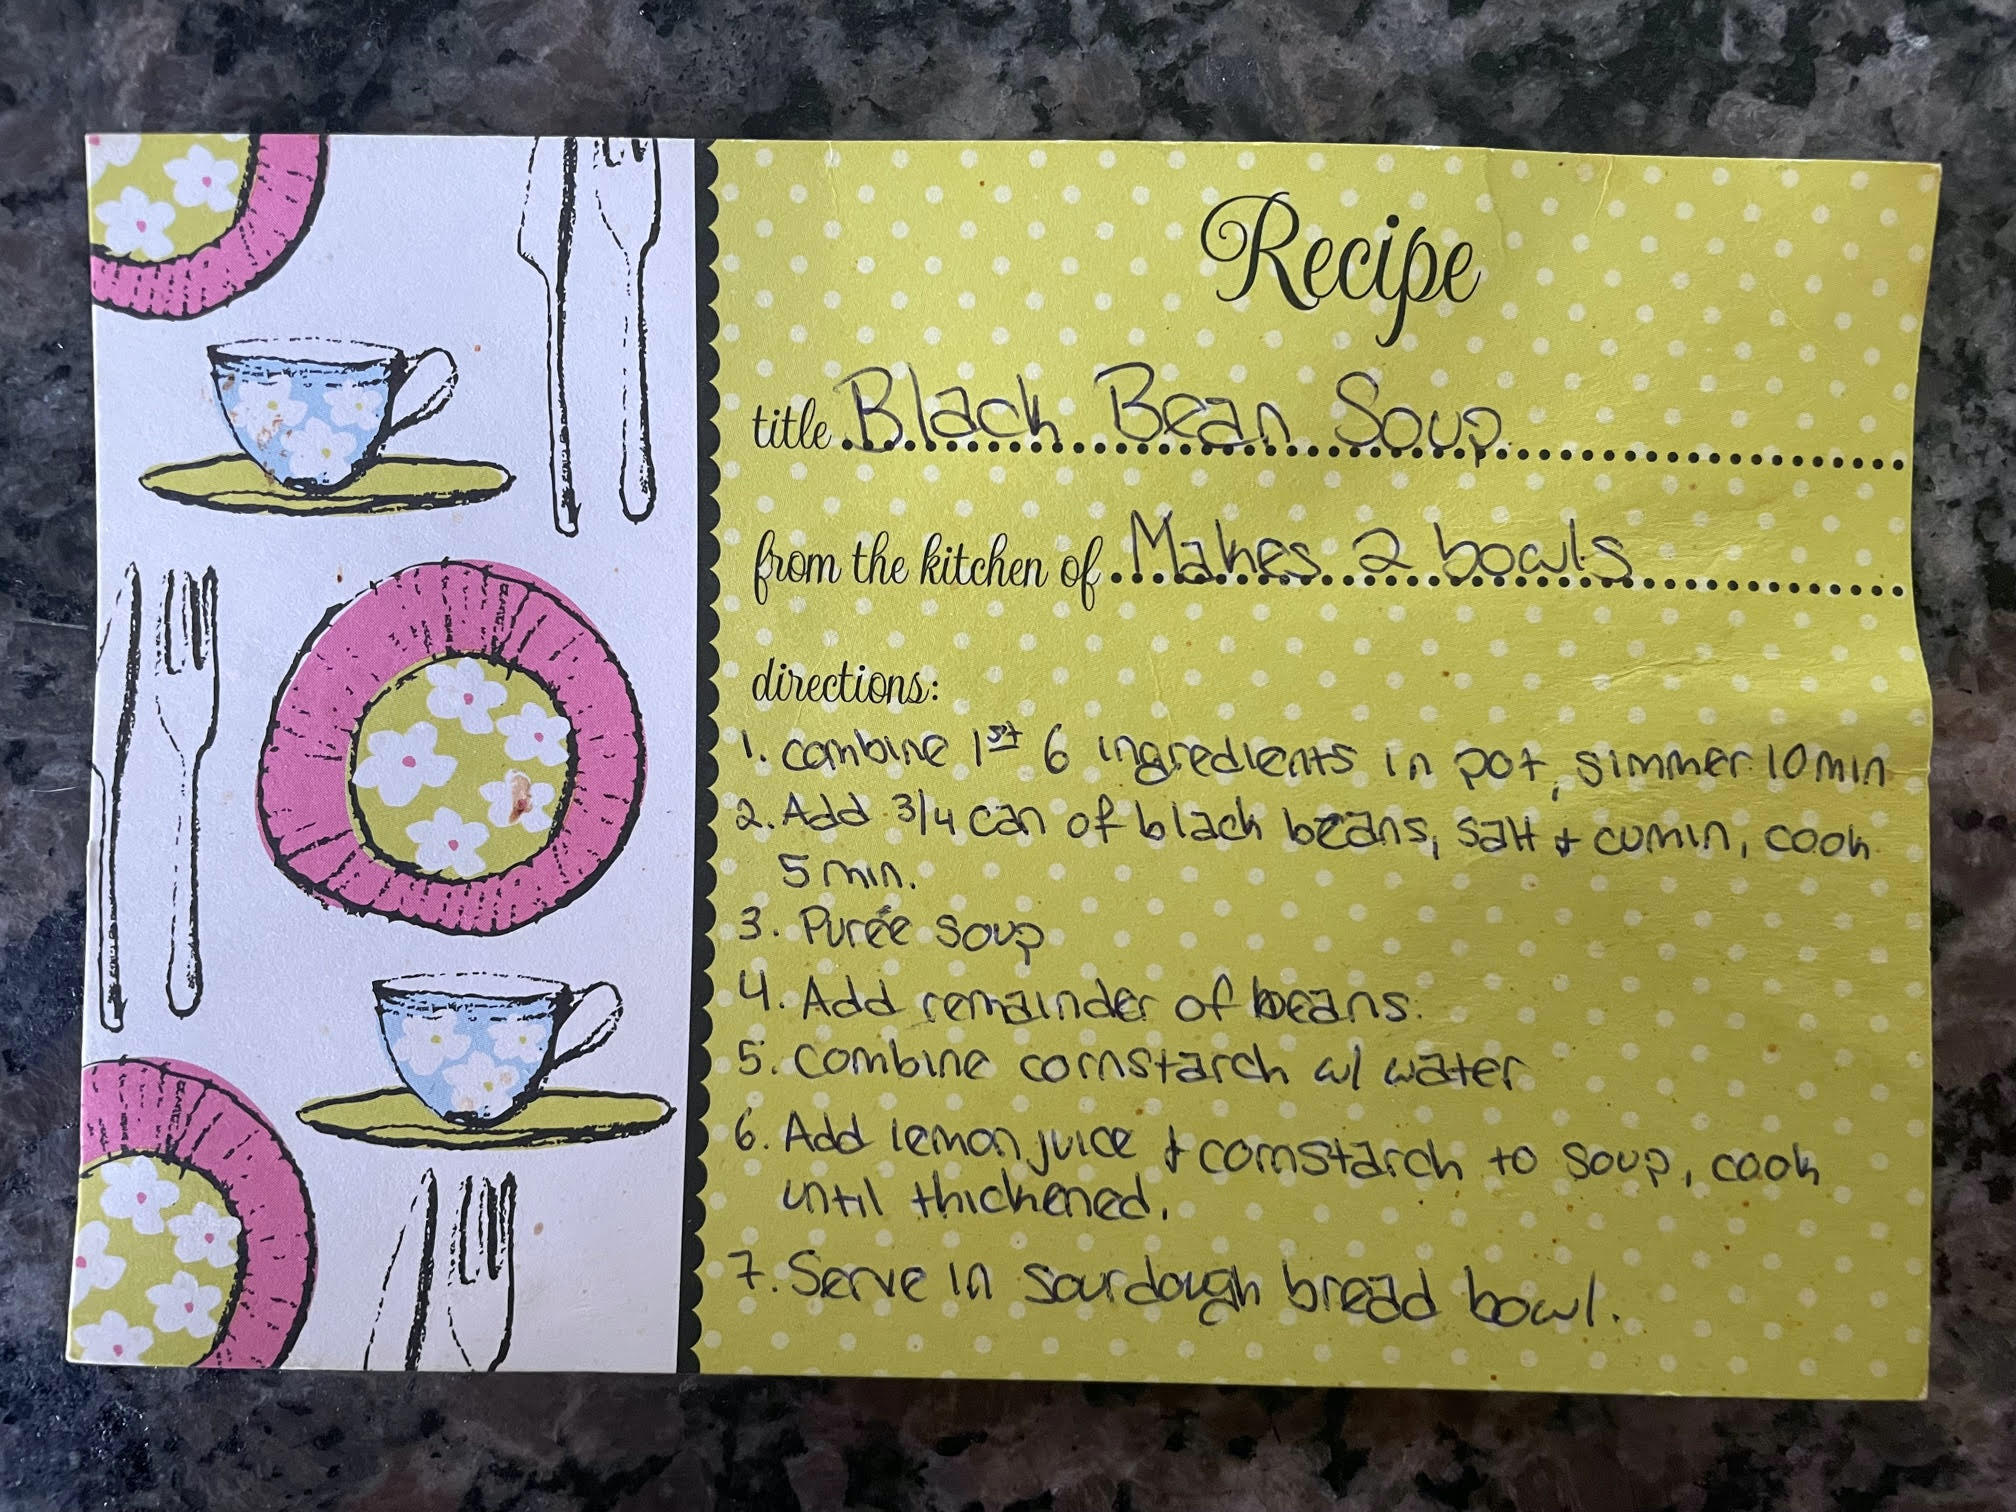 Recipe
title Black Bean Soup
from the kitchen of Makes 2 bowls
directions:
1. combine 1st 6 ingredients in pot, simmer 10 min
2. Add 3/4 can of black beans, salt & cumin, cook
5 min.
3. Purée soup
4. Add remainder of beans.
5. combine cornstarch w/ water
6. Add lemon juice & cornstarch to soup, cook
until thickened.
7. Serve in sourdough bread bowl.